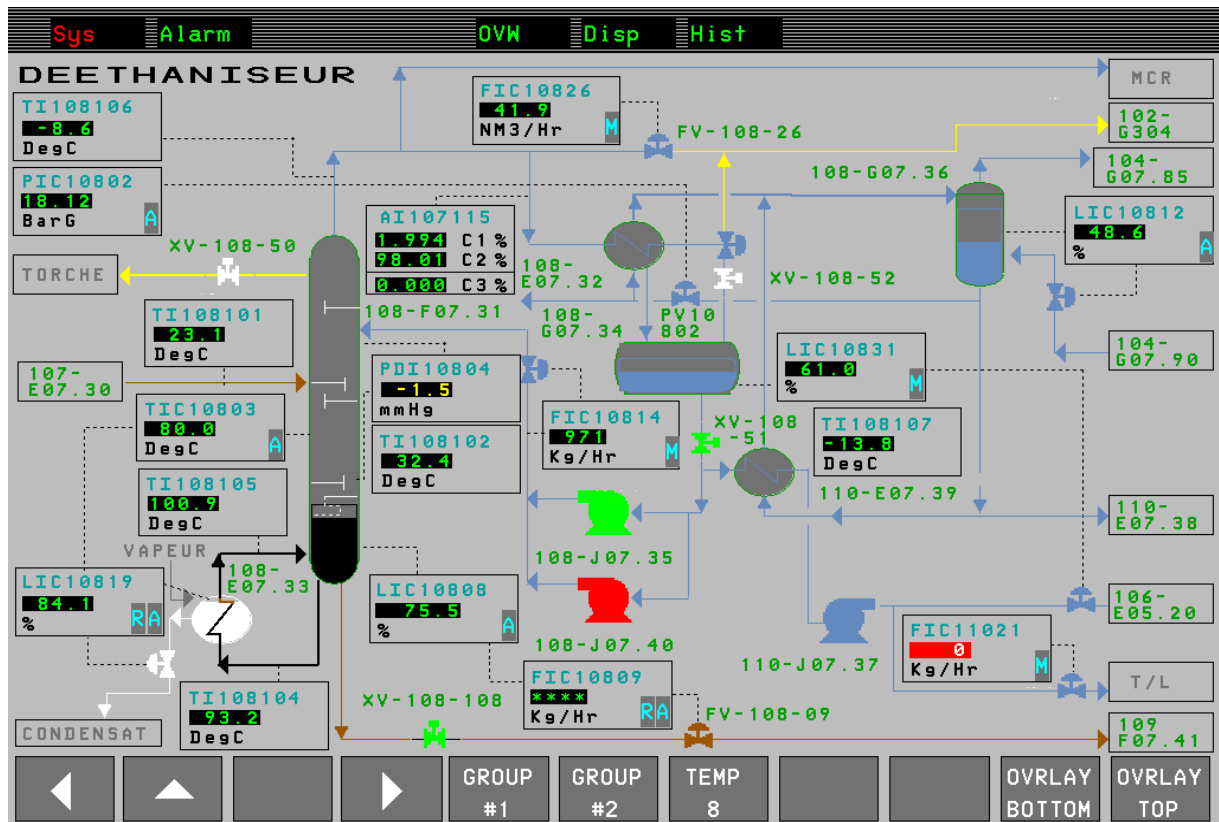 Sys
Alarm
OVW
Disp
Hist
DEETHANISEUR
MCR
TI108106
-8.6
DegC
FIC10826
41.9
NM3/Hr
M
FV-108-26
102-
G304
PIC10802
18.12
BarG
A
108-G07.36
104-
G07.85
AI107115
1.994 C1 %
98.01 C2 %
0.000 C3 %
LIC10812
48.6
%
A
XV-108-50
TORCHE
108-
E07.32
XV-108-52
TI108101
23.1
DegC
108-F07.31
108-
G07.34
PV10
802
107-
E07.30
PDI10804
-1.5
mmHg
LIC10831
61.0
%
M
104-
G07.90
TIC10803
80.0
DegC
A
TI108102
32.4
DegC
FIC10814
971
Kg/Hr
M
XV-108
-51
TI108107
-13.8
DegC
TI108105
100.9
DegC
110-E07.39
110-
E07.38
VAPEUR
108-
E07.33
108-J07.35
LIC10819
84.1
%
RA
LIC10808
75.5
%
A
108-J07.40
110-J07.37
106-
E05.20
FIC11021
0
Kg/Hr
M
FIC10809
****
Kg/Hr
RA
T/L
TI108104
93.2
DegC
XV-108-108
FV-108-09
CONDENSAT
109
F07.41
GROUP
#1
GROUP
#2
TEMP
8
OVRLAY
BOTTOM
OVRLAY
TOP